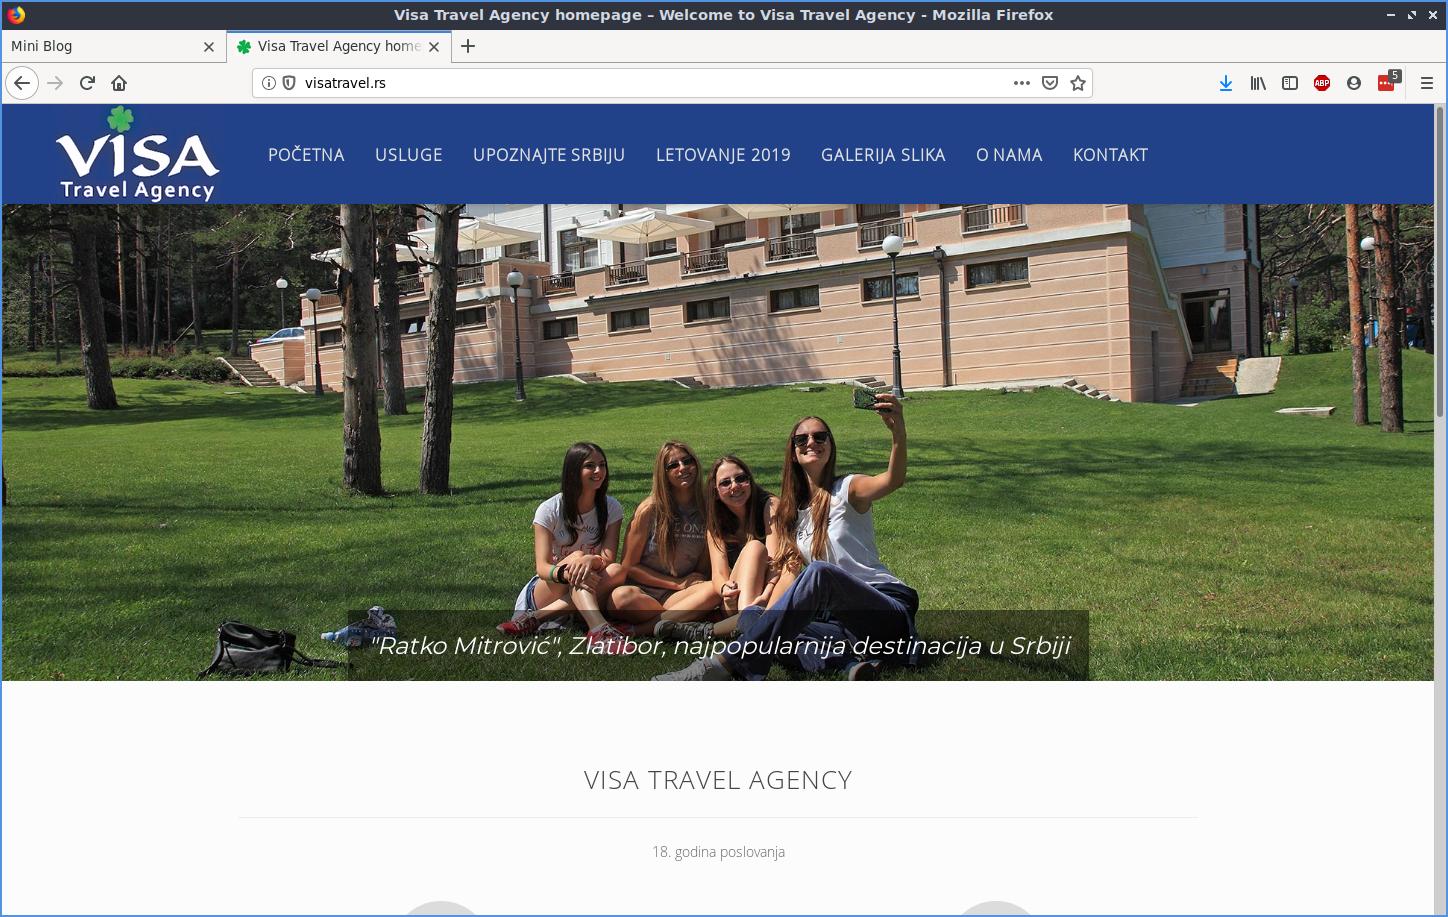 Visa Travel Agency homepage – Welcome to Visa Travel Agency - Mozilla Firefox
Mini Blog
Visa Travel Agency home
visatravel.rs
ABP
5
VISA
Travel Agency
POČETNA
USLUGE
UPOZNAJTE SRBIJU
LETOVANJE 2019
GALERIJA SLIKA
O NAMA
KONTAKT
"Ratko Mitrović", Zlatibor, najpopularnija destinacija u Srbiji
VISA TRAVEL AGENCY
18. godina poslovanja